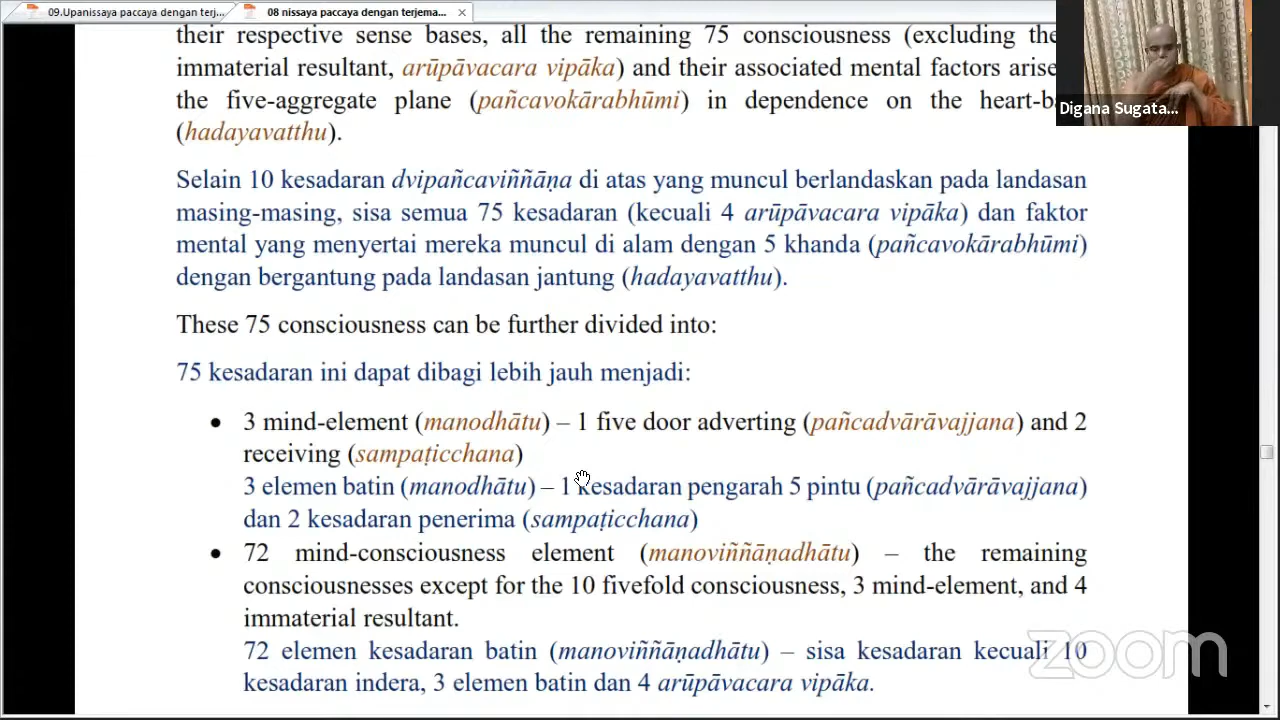 09.Upanissaya paccaya dengan terj...
08 nissaya paccaya dengan terjema...
their respective sense bases, all the remaining 75 consciousness (excluding the
immaterial resultant, arūpāvacara vipāka) and their associated mental factors arise
the five-aggregate plane (pañcavokārabhūmi) in dependence on the heart-ba
(hadayavatthu).
Digana Sugata...
Selain 10 kesadaran dvipañcaviññāṇa di atas yang muncul berlandaskan pada landasan
masing-masing, sisa semua 75 kesadaran (kecuali 4 arūpāvacara vipāka) dan faktor
mental yang menyertai mereka muncul di alam dengan 5 khanda (pañcavokārabhūmi)
dengan bergantung pada landasan jantung (hadayavatthu).
These 75 consciousness can be further divided into:
75 kesadaran ini dapat dibagi lebih jauh menjadi:
• 3 mind-element (manodhātu) – 1 five door adverting (pañcadvārāvajjana) and 2
receiving (sampaṭicchana)
3 elemen batin (manodhātu) – 1 kesadaran pengarah 5 pintu (pañcadvārāvajjana)
dan 2 kesadaran penerima (sampaṭicchana)
• 72 mind-consciousness element (manoviññāṇadhātu) – the remaining
consciousnesses except for the 10 fivefold consciousness, 3 mind-element, and 4
immaterial resultant.
72 elemen kesadaran batin (manoviññāṇadhātu) – sisa kesadaran kecuali 10
kesadaran indera, 3 elemen batin dan 4 arūpāvacara vipāka.
zoom